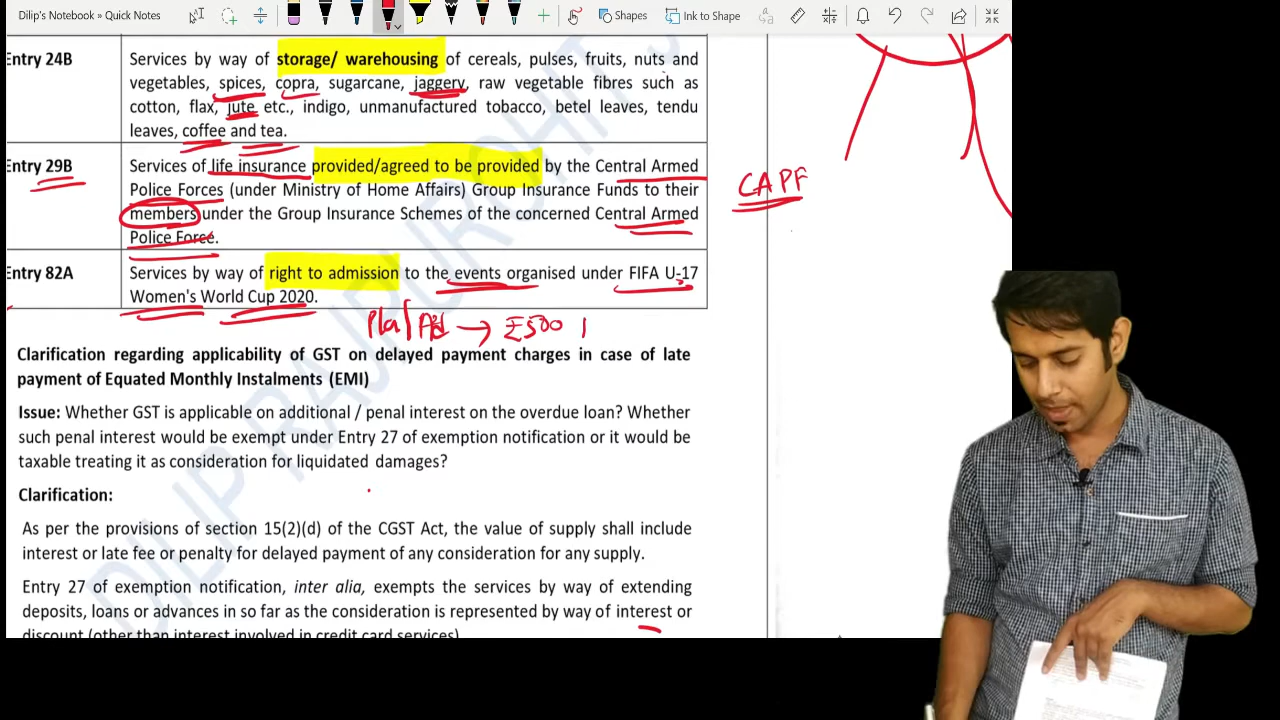 Dilip's Notebook » Quick Notes
Shapes
Ink to Shape
Entry 24B
Services by way of storage/ warehousing of cereals, pulses, fruits, nuts and
vegetables, spices, copra, sugarcane, jaggery, raw vegetable fibres such as
cotton, flax, jute etc., indigo, unmanufactured tobacco, betel leaves, tendu
leaves, coffee and tea.
Entry 29B
Services of life insurance provided/agreed to be provided by the Central Armed
Police Forces (under Ministry of Home Affairs) Group Insurance Funds to their
members under the Group Insurance Schemes of the concerned Central Armed
Police Force.
CAPF
Entry 82A
Services by way of right to admission to the events organised under FIFA U-17
Women's World Cup 2020.
→ ₹500
Clarification regarding applicability of GST on delayed payment charges in case of late
payment of Equated Monthly Instalments (EMI)
Issue: Whether GST is applicable on additional / penal interest on the overdue loan? Whether
such penal interest would be exempt under Entry 27 of exemption notification or it would be
taxable treating it as consideration for liquidated damages?
Clarification:
As per the provisions of section 15(2)(d) of the CGST Act, the value of supply shall include
interest or late fee or penalty for delayed payment of any consideration for any supply.
Entry 27 of exemption notification, inter alia, exempts the services by way of extending
deposits, loans or advances in so far as the consideration is represented by way of interest or
discount (other than interest involved in credit card services)
DILIP RAJPUROHIT'S